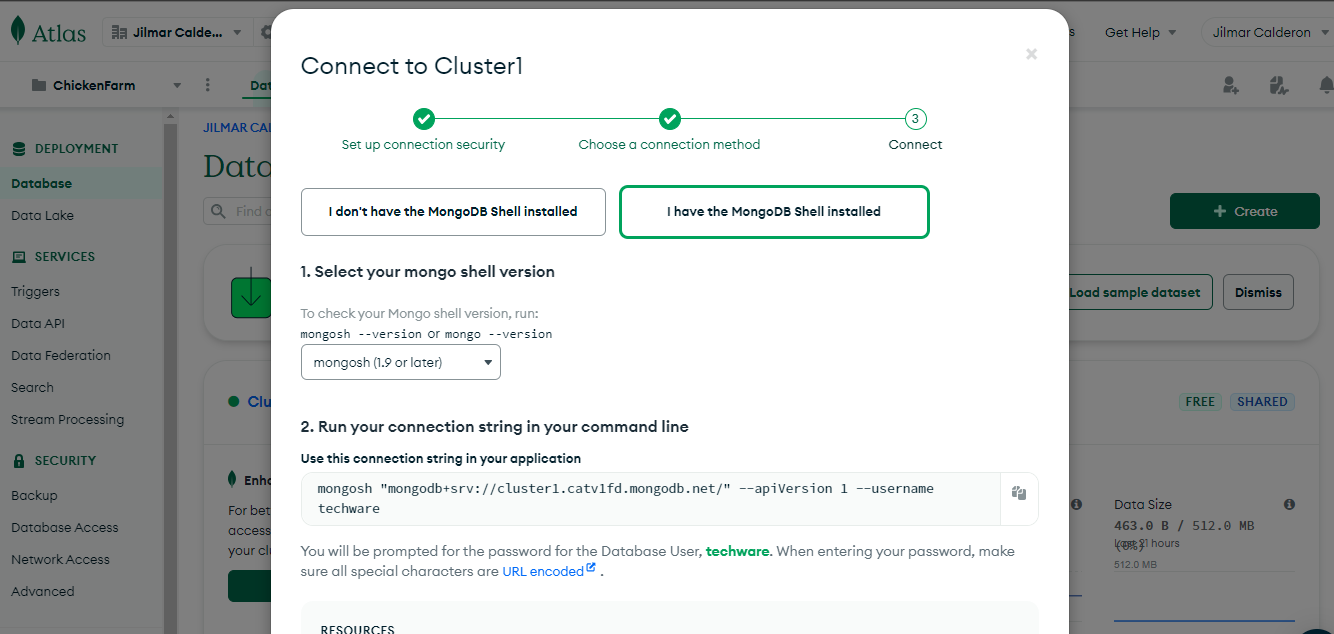 Atlas
Jilmar Calde...
Get Help
Jilmar Calderon
ChickenFarm
Dat
JILMAR CAL
DEPLOYMENT
Database
Data Lake
SERVICES
Triggers
Data API
Data Federation
Search
Stream Processing
SECURITY
Backup
Database Access
Network Access
Advanced
Data
Find
Clu
Enha
For bet
access
your clu
Connect to Cluster1
Set up connection security
Choose a connection method
3
Connect
I don't have the MongoDB Shell installed
I have the MongoDB Shell installed
1. Select your mongo shell version
To check your Mongo shell version, run:
mongosh --version or mongo --version
mongosh (1.9 or later)
2. Run your connection string in your command line
Use this connection string in your application
mongosh "mongodb+srv://cluster1.catv1fd.mongodb.net/" --apiVersion 1 --username
techware
You will be prompted for the password for the Database User, techware. When entering your password, make
sure all special characters are URL encoded .
RESOURCES
+ Create
Load sample dataset
Dismiss
FREE
SHARED
Data Size
463.0 B / 512.0 MB
(0%)
Last 21 hours
512.0 MB